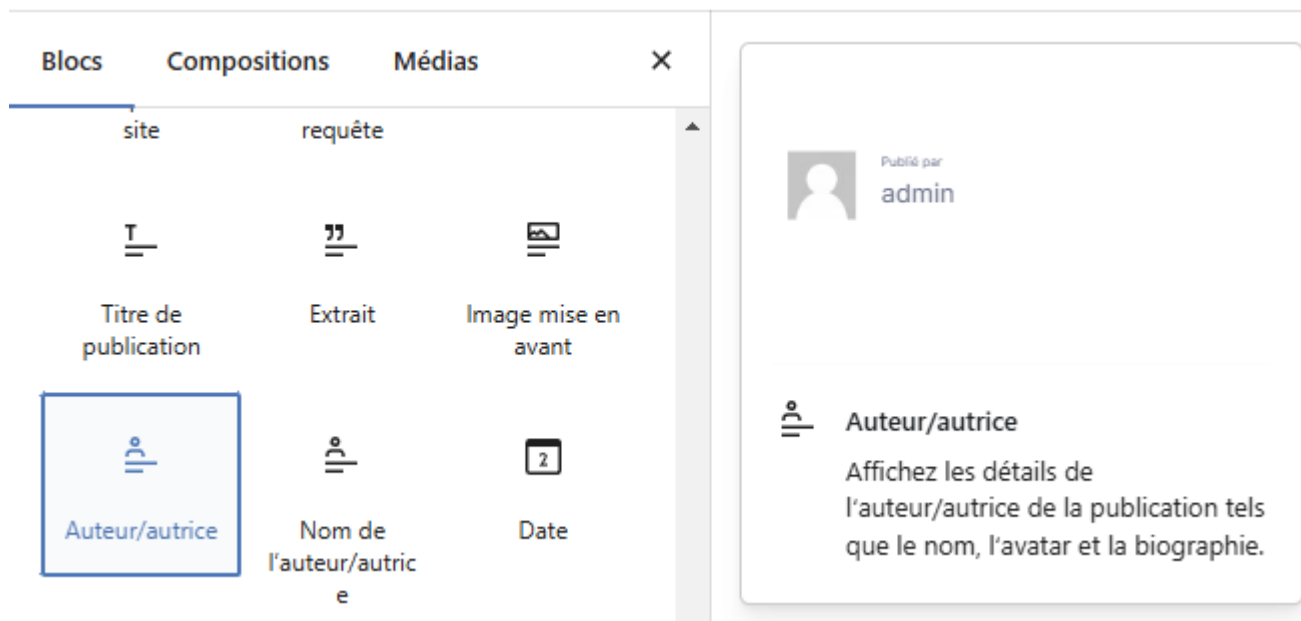 Blocs Compositions Médias
site requête
T
Titre de
publication
Extrait
Image mise en
avant
Auteur/autrice
Nom de
l'auteur/autric
e
2
Date
Publié par
admin
Auteur/autrice
Affichez les détails de
l'auteur/autrice de la publication tels
que le nom, l'avatar et la biographie.